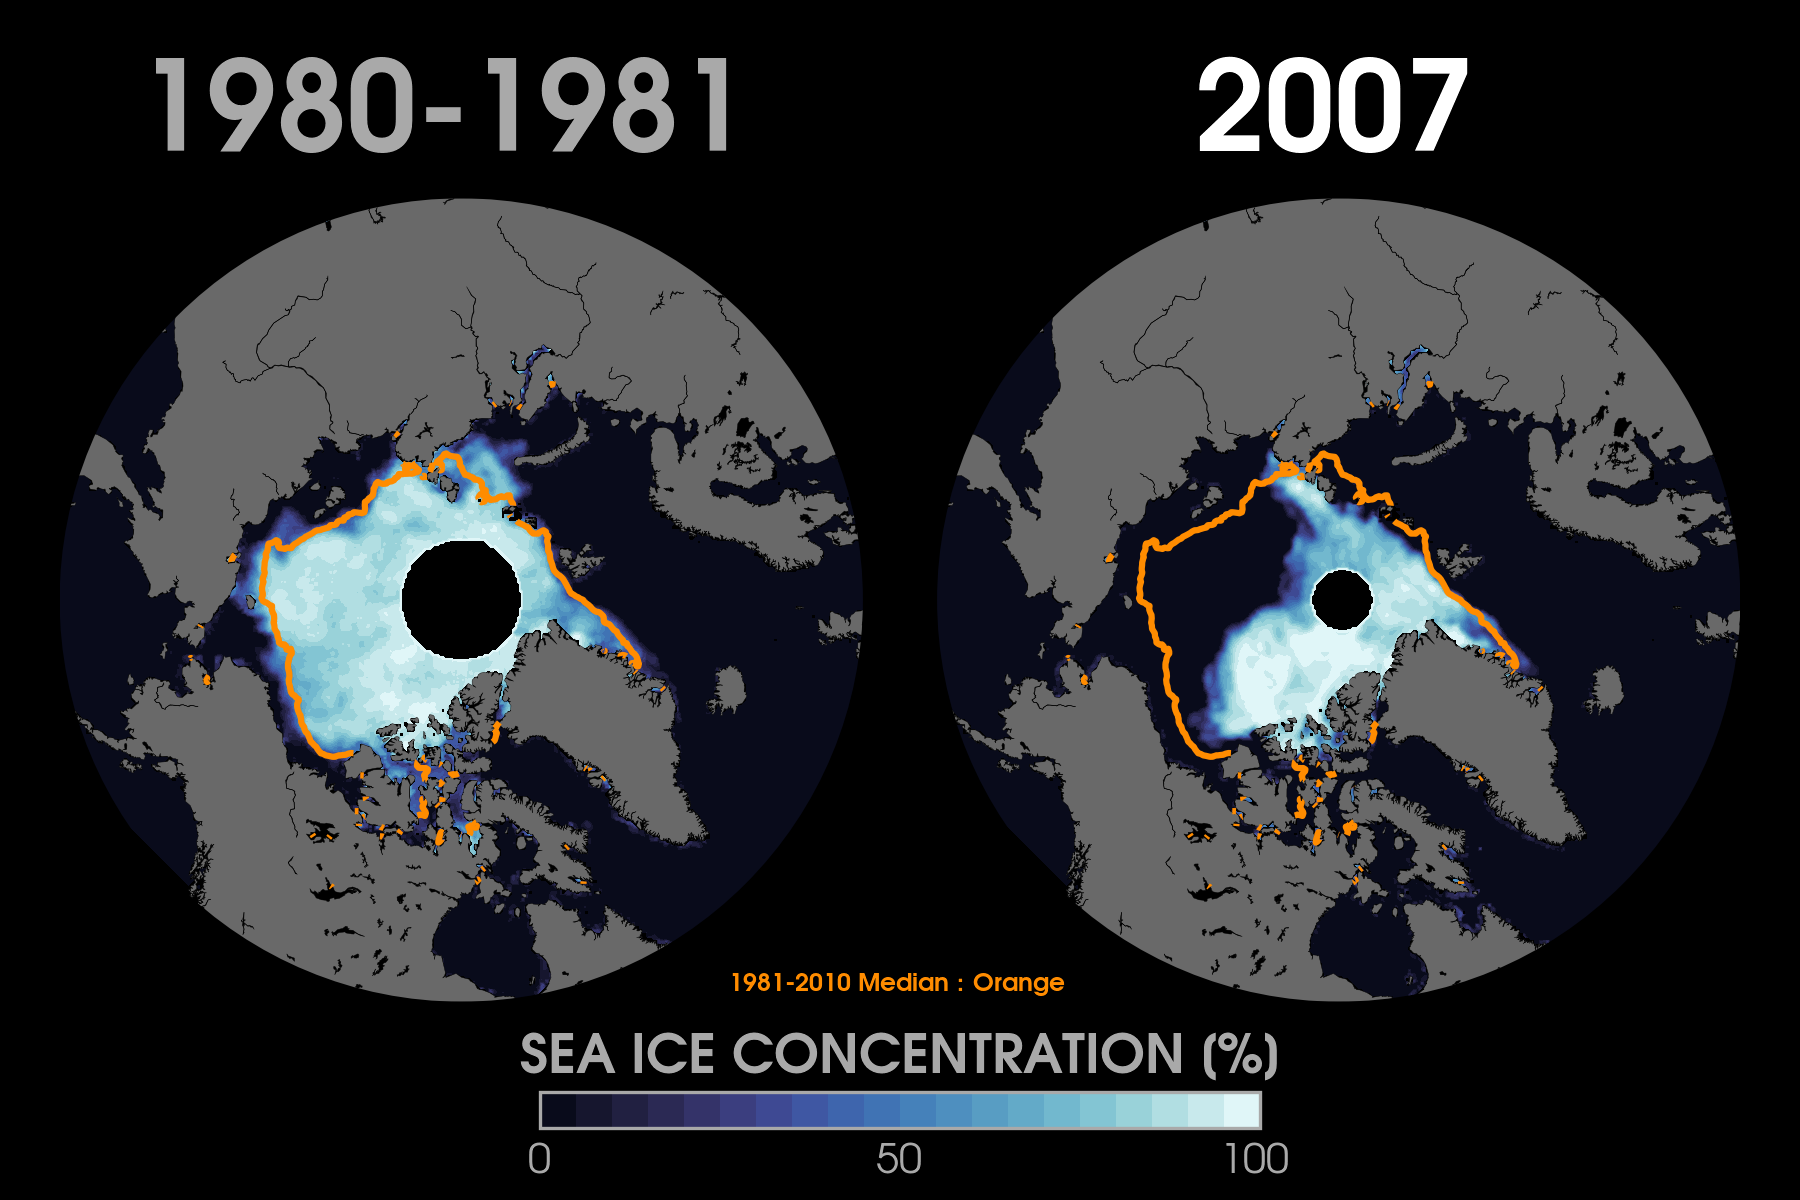 1980-1981
2007
1981-2010 Median : Orange
SEA ICE CONCENTRATION (%)
0 50 100